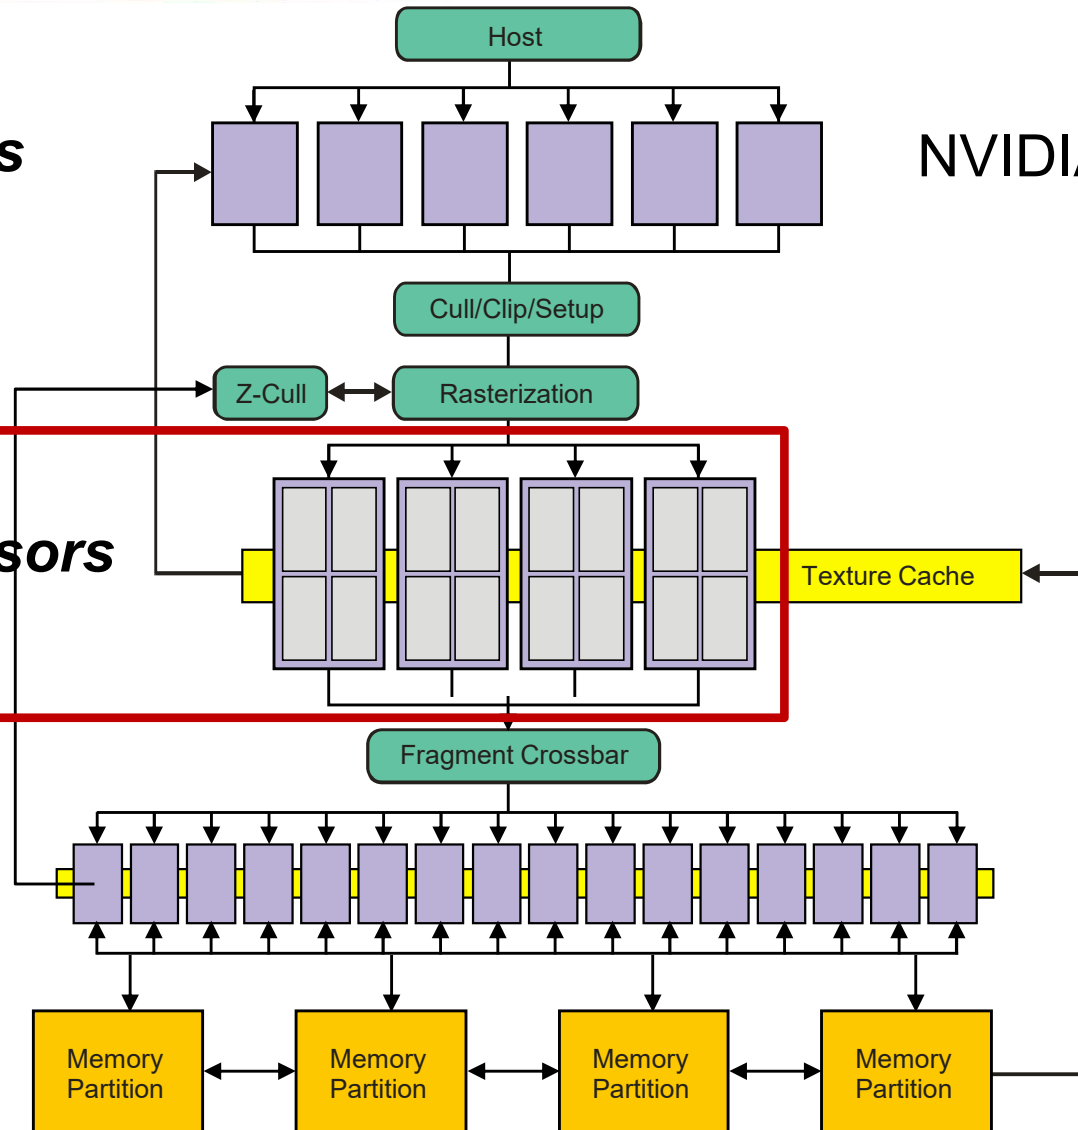 Host
s
NVIDIA
Cull/Clip/Setup
Z-Cull
Rasterization
sors
Texture Cache
Fragment Crossbar
Memory
Partition
Memory
Partition
Memory
Partition
Memory
Partition